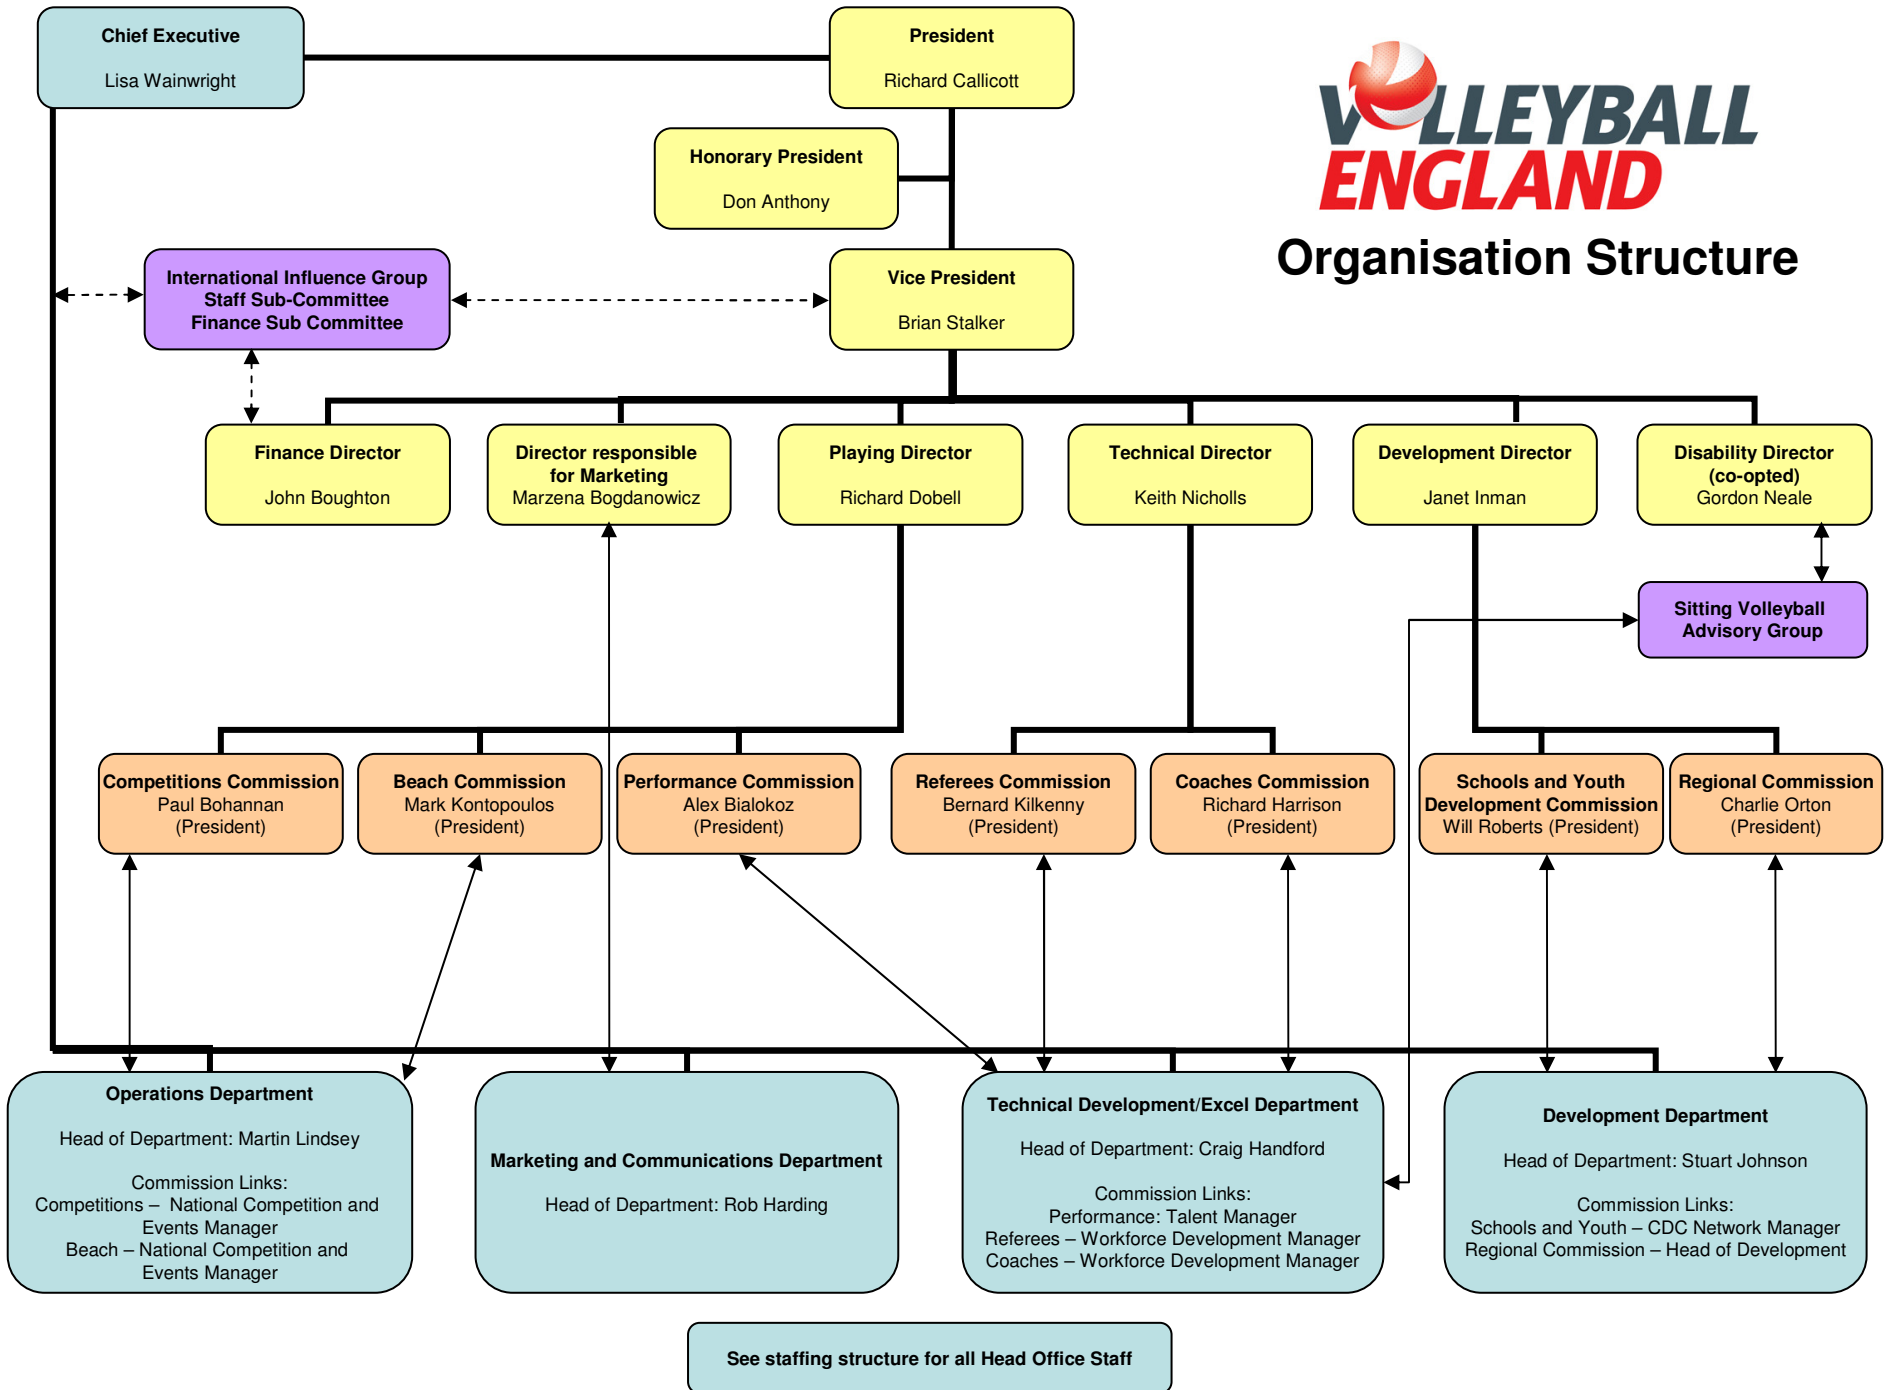 Chief Executive
Lisa Wainwright
President
Richard Callicott
VOLLEYBALL
ENGLAND
Organisation Structure
Honorary President
Don Anthony
International Influence Group
Staff Sub-Committee
Finance Sub Committee
Vice President
Brian Stalker
Finance Director
John Boughton
Director responsible
for Marketing
Marzena Bogdanowicz
Playing Director
Richard Dobell
Technical Director
Keith Nicholls
Development Director
Janet Inman
Disability Director
(co-opted)
Gordon Neale
Sitting Volleyball
Advisory Group
Competitions Commission
Paul Bohannan
(President)
Beach Commission
Mark Kontopoulos
(President)
Performance Commission
Alex Bialokoz
(President)
Referees Commission
Bernard Kilkenny
(President)
Coaches Commission
Richard Harrison
(President)
Schools and Youth
Development Commission
Will Roberts (President)
Regional Commission
Charlie Orton
(President)
Operations Department
Head of Department: Martin Lindsey
Commission Links:
Competitions – National Competition and
Events Manager
Beach – National Competition and
Events Manager
Marketing and Communications Department
Head of Department: Rob Harding
Technical Development/Excel Department
Head of Department: Craig Handford
Commission Links:
Performance: Talent Manager
Referees – Workforce Development Manager
Coaches – Workforce Development Manager
Development Department
Head of Department: Stuart Johnson
Commission Links:
Schools and Youth – CDC Network Manager
Regional Commission – Head of Development
See staffing structure for all Head Office Staff